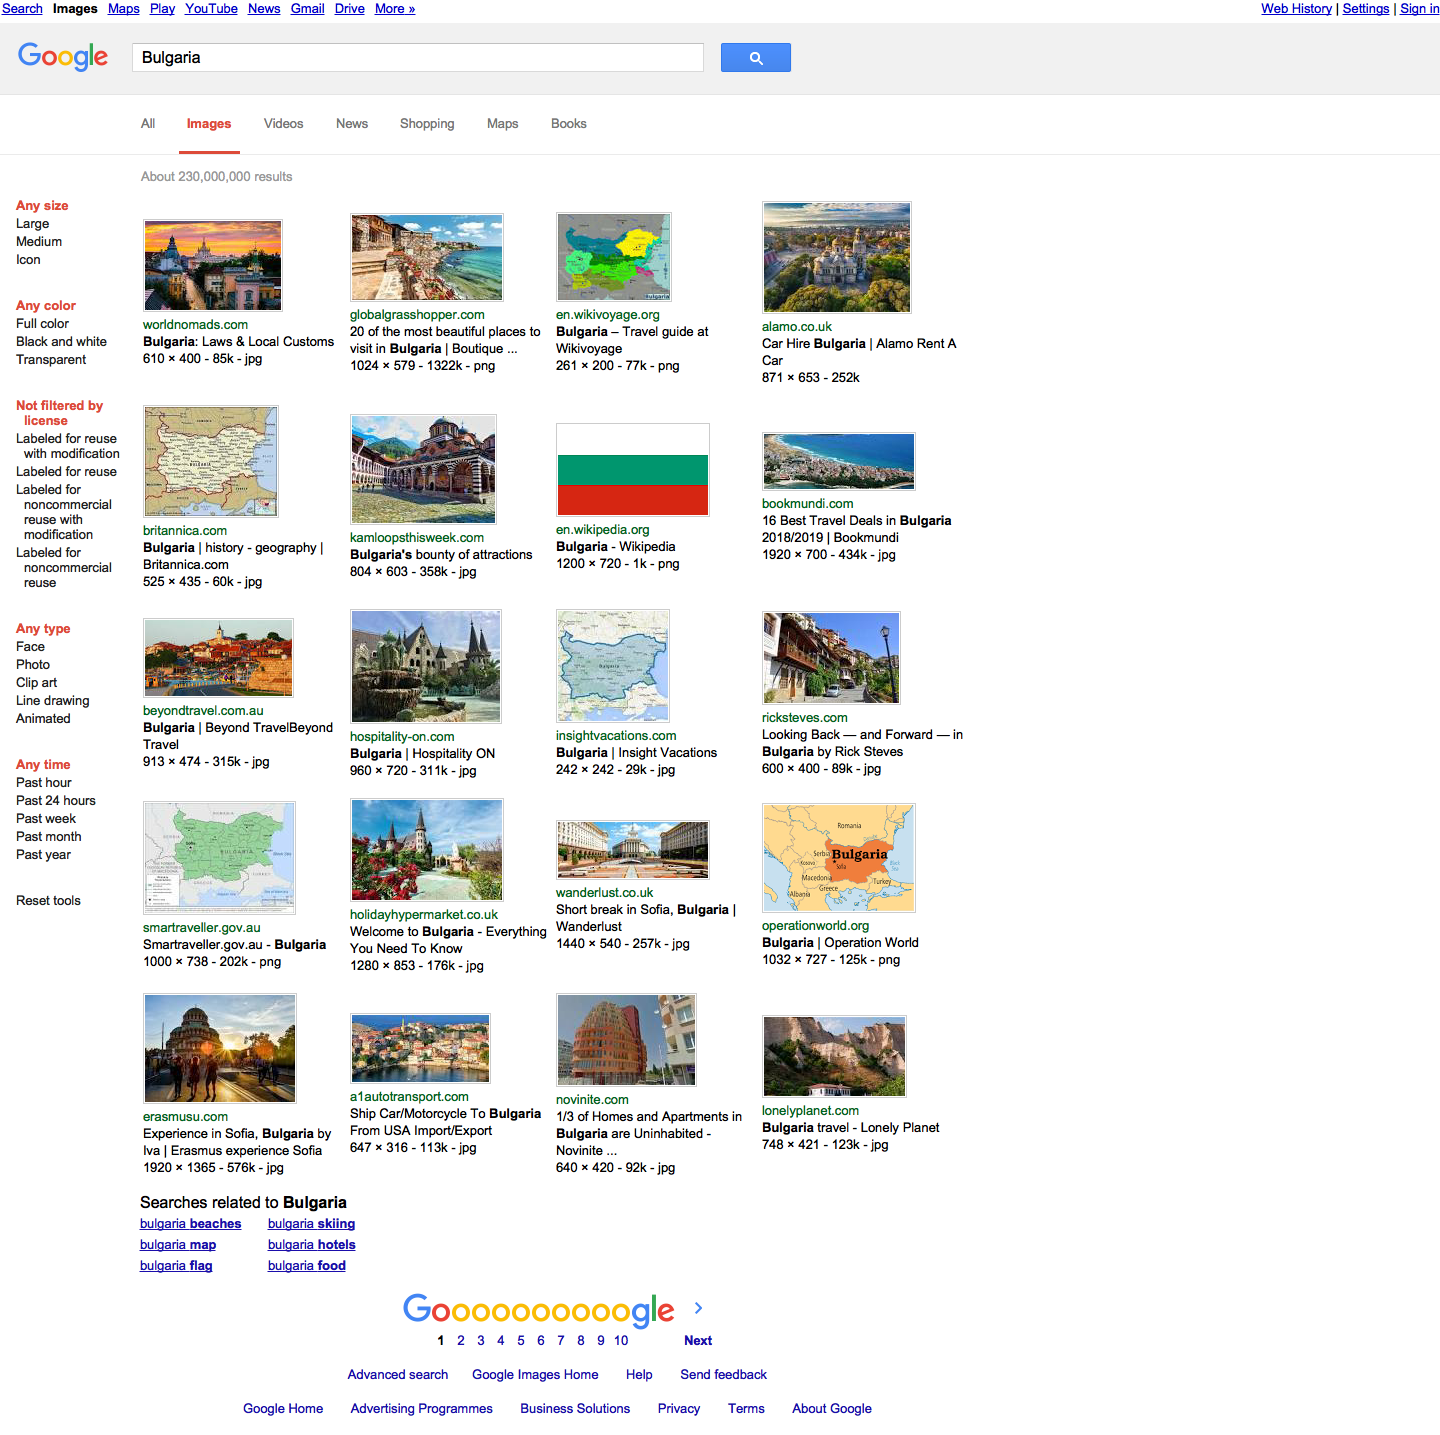 Search Images Maps Play YouTube News Gmail Drive More »
Web History | Settings | Sign in
Google
Bulgaria
All Images Videos News Shopping Maps Books
About 230,000,000 results
Any size
Large
Medium
Icon
Any color
Full color
Black and white
Transparent
Not filtered by
license
Labeled for reuse
with modification
Labeled for reuse
Labeled for
noncommercial
reuse with
modification
Labeled for
noncommercial
reuse
Any type
Face
Photo
Clip art
Line drawing
Animated
Any time
Past hour
Past 24 hours
Past week
Past month
Past year
Reset tools
worldnomads.com
Bulgaria: Laws & Local Customs
610 × 400 - 85k - jpg
globalgrasshopper.com
20 of the most beautiful places to
visit in Bulgaria | Boutique ...
1024 × 579 - 1322k - png
Bulgaria
en.wikivoyage.org
Bulgaria – Travel guide at
Wikivoyage
261 × 200 - 77k - png
alamo.co.uk
Car Hire Bulgaria | Alamo Rent A
Car
871 × 653 - 252k
BULGARIA
britannica.com
Bulgaria | history - geography |
Britannica.com
525 × 435 - 60k - jpg
kamloopsthisweek.com
Bulgaria's bounty of attractions
804 × 603 - 358k - jpg
en.wikipedia.org
Bulgaria - Wikipedia
1200 × 720 - 1k - png
bookmundi.com
16 Best Travel Deals in Bulgaria
2018/2019 | Bookmundi
1920 × 700 - 434k - jpg
beyondtravel.com.au
Bulgaria | Beyond TravelBeyond
Travel
913 × 474 - 315k - jpg
hospitality-on.com
Bulgaria | Hospitality ON
960 × 720 - 311k - jpg
Bulgaria
insightvacations.com
Bulgaria | Insight Vacations
242 × 242 - 29k - jpg
ricksteves.com
Looking Back — and Forward — in
Bulgaria by Rick Steves
600 × 400 - 89k - jpg
ROMANIA
Sofia
BULGARIA
GREECE
TURKEY
smartraveller.gov.au
Smartraveller.gov.au - Bulgaria
1000 × 738 - 202k - png
holidayhypermarket.co.uk
Welcome to Bulgaria - Everything
You Need To Know
1280 × 853 - 176k - jpg
wanderlust.co.uk
Short break in Sofia, Bulgaria |
Wanderlust
1440 × 540 - 257k - jpg
Romania
Serbia
Bulgaria
Black
Sea
Kosovo
Sofia
Macedonia
Turkey
Greece
Albania
operationworld.org
Bulgaria | Operation World
1032 × 727 - 125k - png
erasmusu.com
Experience in Sofia, Bulgaria by
Iva | Erasmus experience Sofia
1920 × 1365 - 576k - jpg
a1autotransport.com
Ship Car/Motorcycle To Bulgaria
From USA Import/Export
647 × 316 - 113k - jpg
novinite.com
1/3 of Homes and Apartments in
Bulgaria are Uninhabited -
Novinite ...
640 × 420 - 92k - jpg
lonelyplanet.com
Bulgaria travel - Lonely Planet
748 × 421 - 123k - jpg
Searches related to Bulgaria
bulgaria beaches bulgaria skiing
bulgaria map bulgaria hotels
bulgaria flag bulgaria food
Goooooooooogle >
1 2 3 4 5 6 7 8 9 10 Next
Advanced search Google Images Home Help Send feedback
Google Home Advertising Programmes Business Solutions Privacy Terms About Google